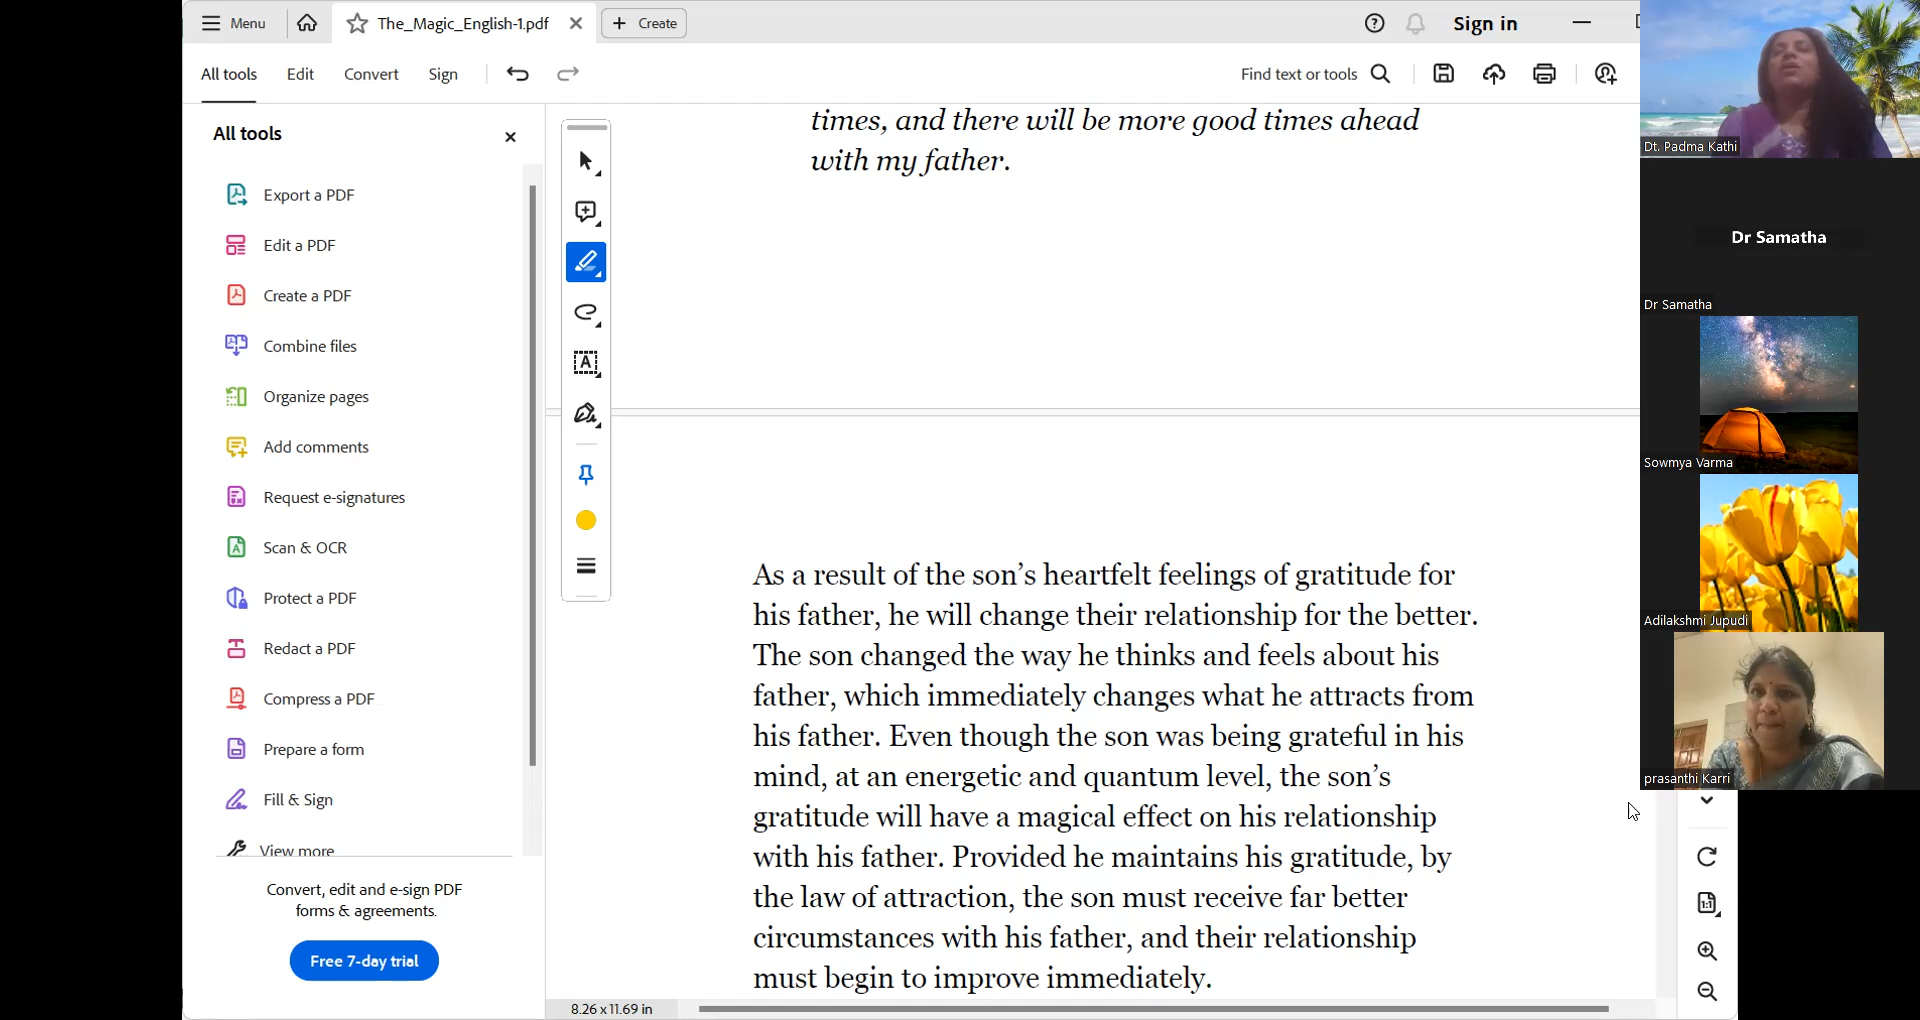 Menu
The_Magic_English-1.pdf
Create
Sign in
All tools
Edit
Convert
Sign
Find text or tools
All tools
Export a PDF
Edit a PDF
Create a PDF
Combine files
Organize pages
Add comments
Request e-signatures
Scan & OCR
Protect a PDF
Redact a PDF
Compress a PDF
Prepare a form
Fill & Sign
View more
Convert, edit and e-sign PDF
forms & agreements.
Free 7-day trial
times, and there will be more good times ahead
with my father.
As a result of the son’s heartfelt feelings of gratitude for
his father, he will change their relationship for the better.
The son changed the way he thinks and feels about his
father, which immediately changes what he attracts from
his father. Even though the son was being grateful in his
mind, at an energetic and quantum level, the son’s
gratitude will have a magical effect on his relationship
with his father. Provided he maintains his gratitude, by
the law of attraction, the son must receive far better
circumstances with his father, and their relationship
must begin to improve immediately.
8.26 x 11.69 in
Dt. Padma Kathi
Dr Samatha
Dr Samatha
Sowmya Varma
Adilakshmi Jupudi
prasanthi Karri
1:1